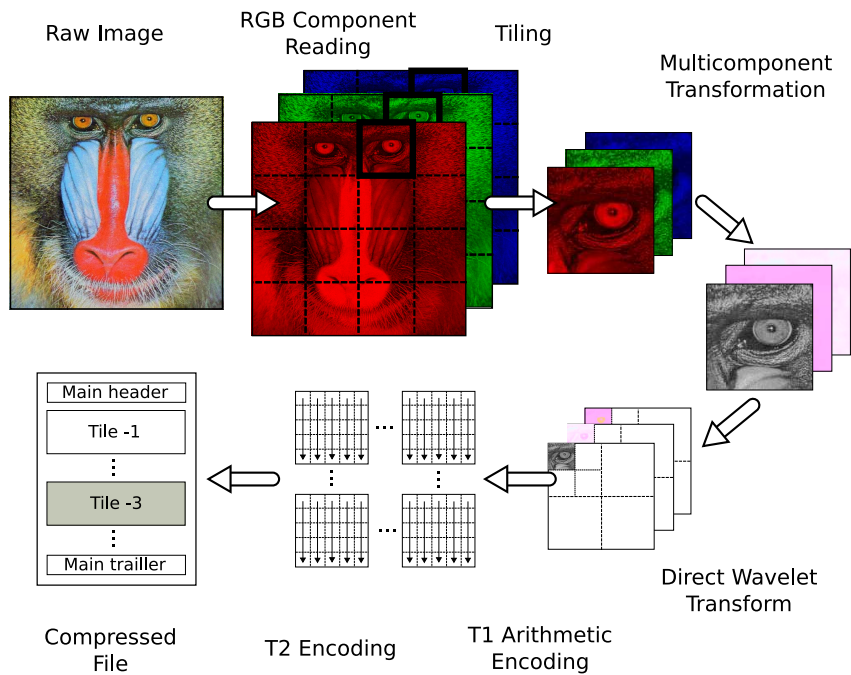 Raw Image
RGB Component
Reading
Tiling
Multicomponent
Transformation
Main header
Tile -1
...
Tile -3
...
Main trailler
...
...
...
...
Direct Wavelet
Transform
T1 Arithmetic
Encoding
T2 Encoding
Compressed
File